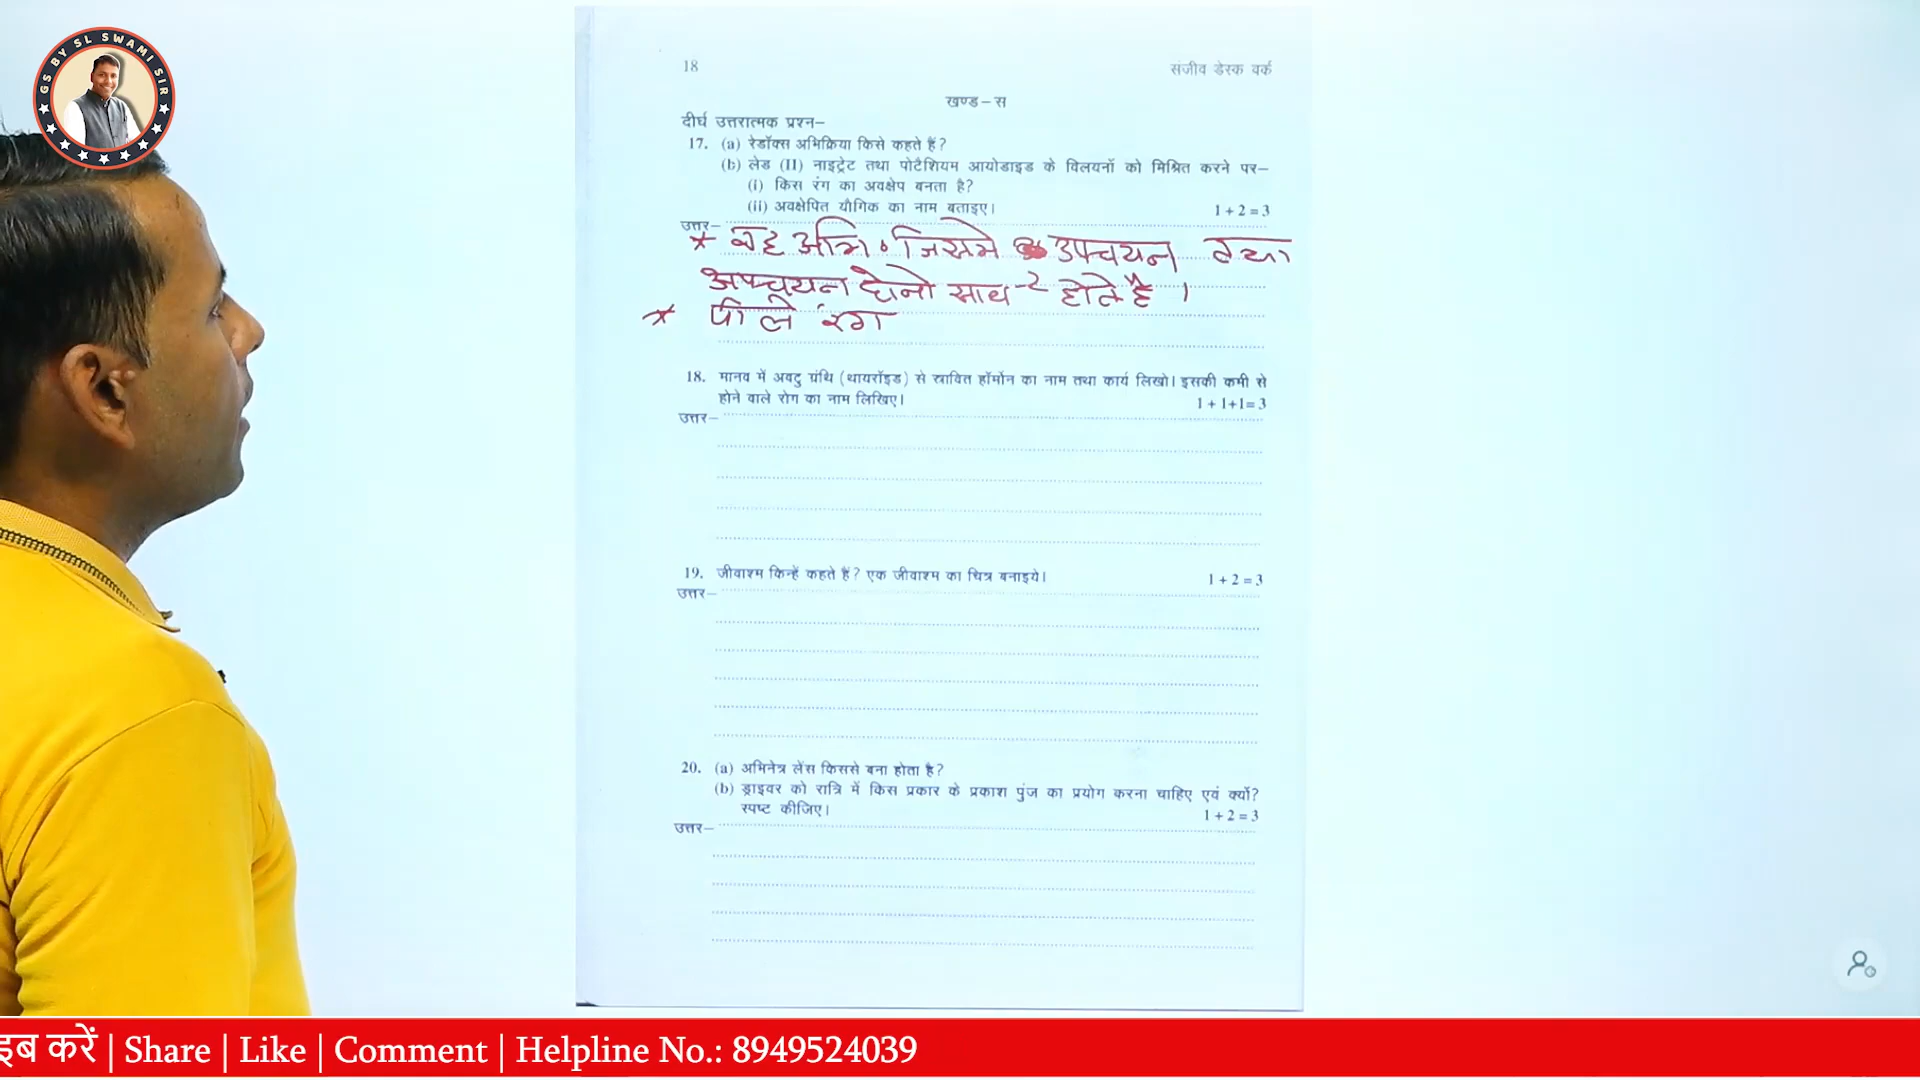 GS BY SL SWAMI SIR
18 संजीव डेस्क वर्क
खण्ड – स
दीर्घ उत्तरात्मक प्रश्न–
17. (a) रेडॉक्स अभिक्रिया किसे कहते हैं?
(b) लेड (II) नाइट्रेट तथा पोटैशियम आयोडाइड के विलयनों को मिश्रित करने पर–
(i) किस रंग का अवक्षेप बनता है?
(ii) अवक्षेपित यौगिक का नाम बताइए। 1 + 2 = 3
उत्तर–
* वह अभि॰ जिसमे उपचयन तथा
अपचयन दोनो साथ-2 होते है ।
* पीले रंग
18. मानव में अवटु ग्रंथि (थायरॉइड) से स्रावित हॉर्मोन का नाम तथा कार्य लिखो। इसकी कमी से
होने वाले रोग का नाम लिखिए। 1 + 1+1= 3
उत्तर–
19. जीवाश्म किन्हें कहते हैं? एक जीवाश्म का चित्र बनाइये। 1 + 2 = 3
उत्तर–
20. (a) अभिनेत्र लेंस किससे बना होता है?
(b) ड्राइवर को रात्रि में किस प्रकार के प्रकाश पुंज का प्रयोग करना चाहिए एवं क्यों?
स्पष्ट कीजिए। 1 + 2 = 3
उत्तर–
इब करें | Share | Like | Comment | Helpline No.: 8949524039